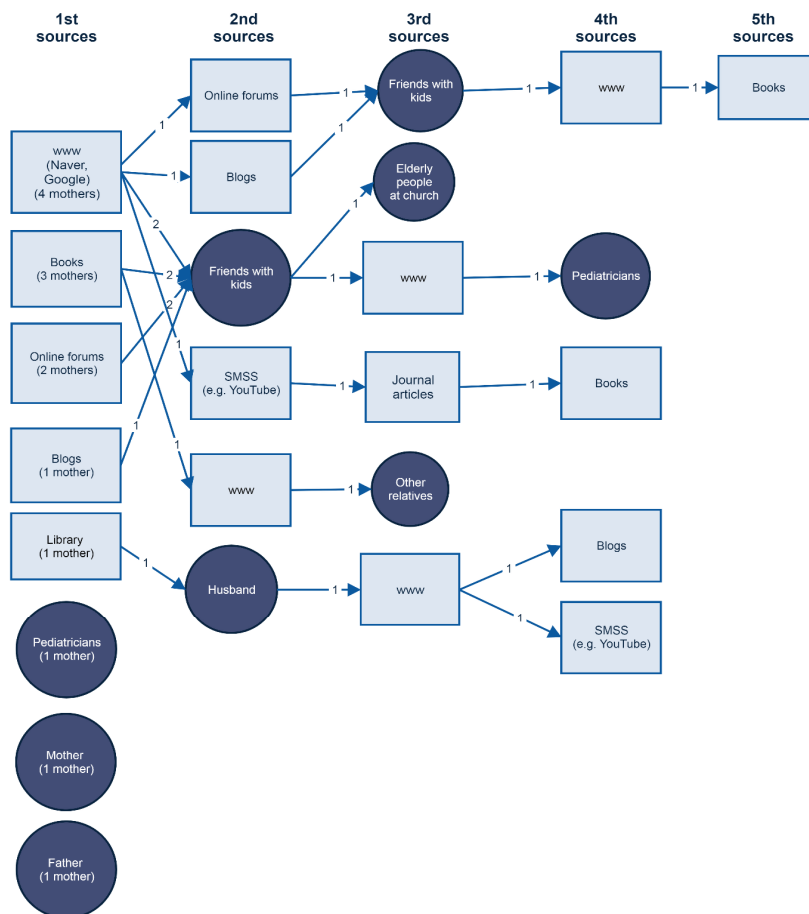 1st
sources
2nd
sources
3rd
sources
4th
sources
5th
sources
www
(Naver,
Google)
(4 mothers)
Books
(3 mothers)
Online forums
(2 mothers)
Blogs
(1 mother)
Library
(1 mother)
Pediatricians
(1 mother)
Mother
(1 mother)
Father
(1 mother)
1
1
2
1
2
1
2
1
1
Online forums
Blogs
Friends with
kids
SMSS
(e.g. YouTube)
www
Husband
1
1
1
1
1
1
1
Friends with
kids
Elderly
people
at church
www
Journal
articles
Other
relatives
www
1
1
1
1
1
www
Pediatricians
Books
Blogs
SMSS
(e.g. YouTube)
1
Books